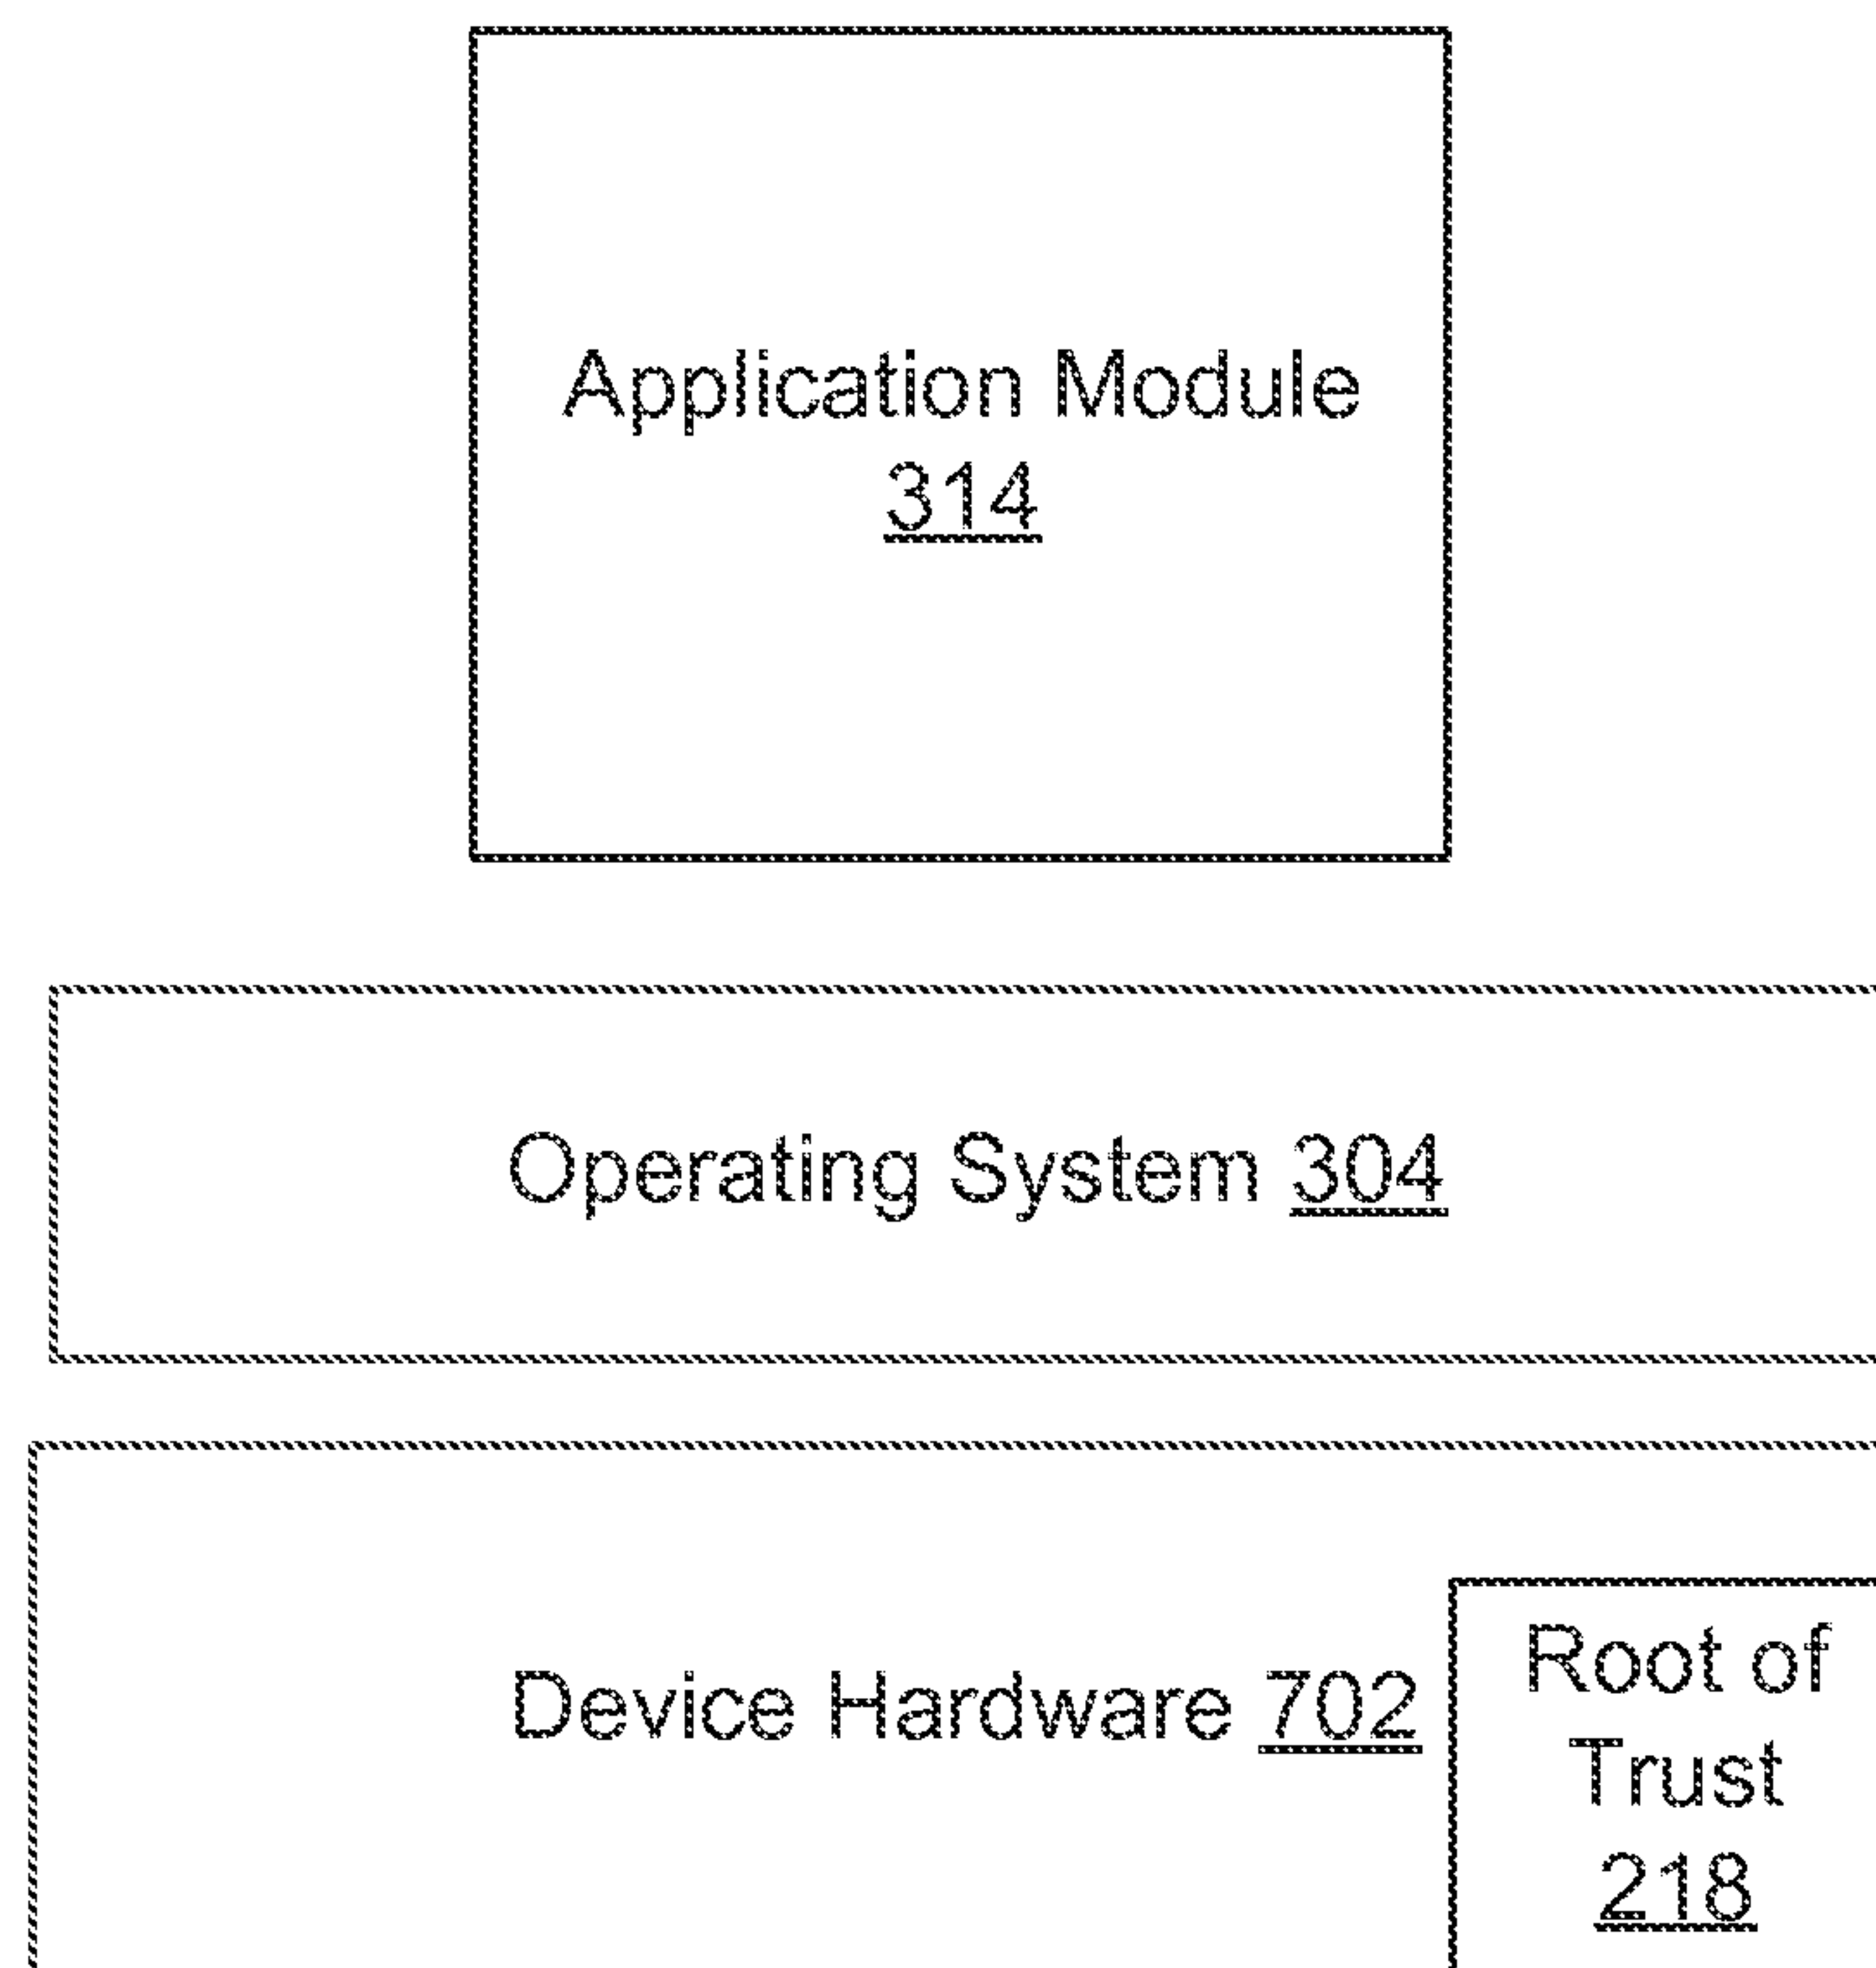 Application Module
314
Operating System 304
Device Hardware 702
Root of
Trust
218